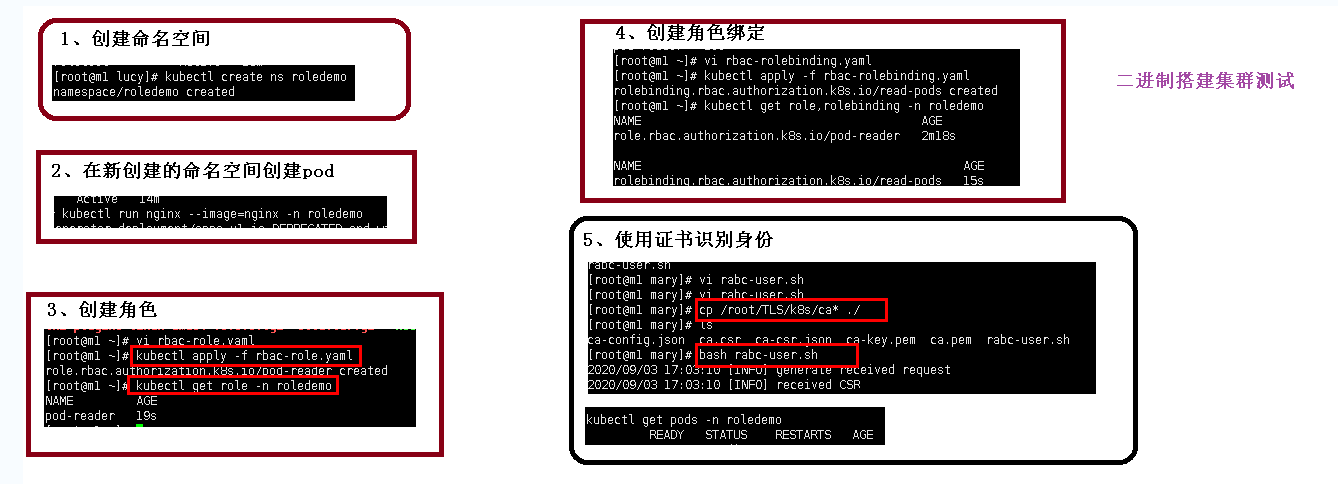 1、创建命名空间
[root@m1 lucy]# kubectl create ns roledemo
namespace/roledemo created
2、在新创建的命名空间创建pod
Active 14m
kubectl run nginx --image=nginx -n roledemo
3、创建角色
[root@m1 ~]# vi rbac-role.yaml
[root@m1 ~]# kubectl apply -f rbac-role.yaml
role.rbac.authorization.k8s.io/pod-reader created
[root@m1 ~]# kubectl get role -n roledemo
NAME AGE
pod-reader 19s
4、创建角色绑定
[root@m1 ~]# vi rbac-rolebinding.yaml
[root@m1 ~]# kubectl apply -f rbac-rolebinding.yaml
rolebinding.rbac.authorization.k8s.io/read-pods created
[root@m1 ~]# kubectl get role,rolebinding -n roledemo
NAME AGE
role.rbac.authorization.k8s.io/pod-reader 2m18s
NAME AGE
rolebinding.rbac.authorization.k8s.io/read-pods 15s
二进制搭建集群测试
5、使用证书识别身份
rabc-user.sh
[root@m1 mary]# vi rabc-user.sh
[root@m1 mary]# vi rabc-user.sh
[root@m1 mary]# cp /root/TLS/k8s/ca* ./
[root@m1 mary]# ls
ca-config.json ca.csr ca-csr.json ca-key.pem ca.pem rabc-user.sh
[root@m1 mary]# bash rabc-user.sh
2020/09/03 17:03:10 [INFO] generate received request
2020/09/03 17:03:10 [INFO] received CSR
kubectl get pods -n roledemo
READY STATUS RESTARTS AGE